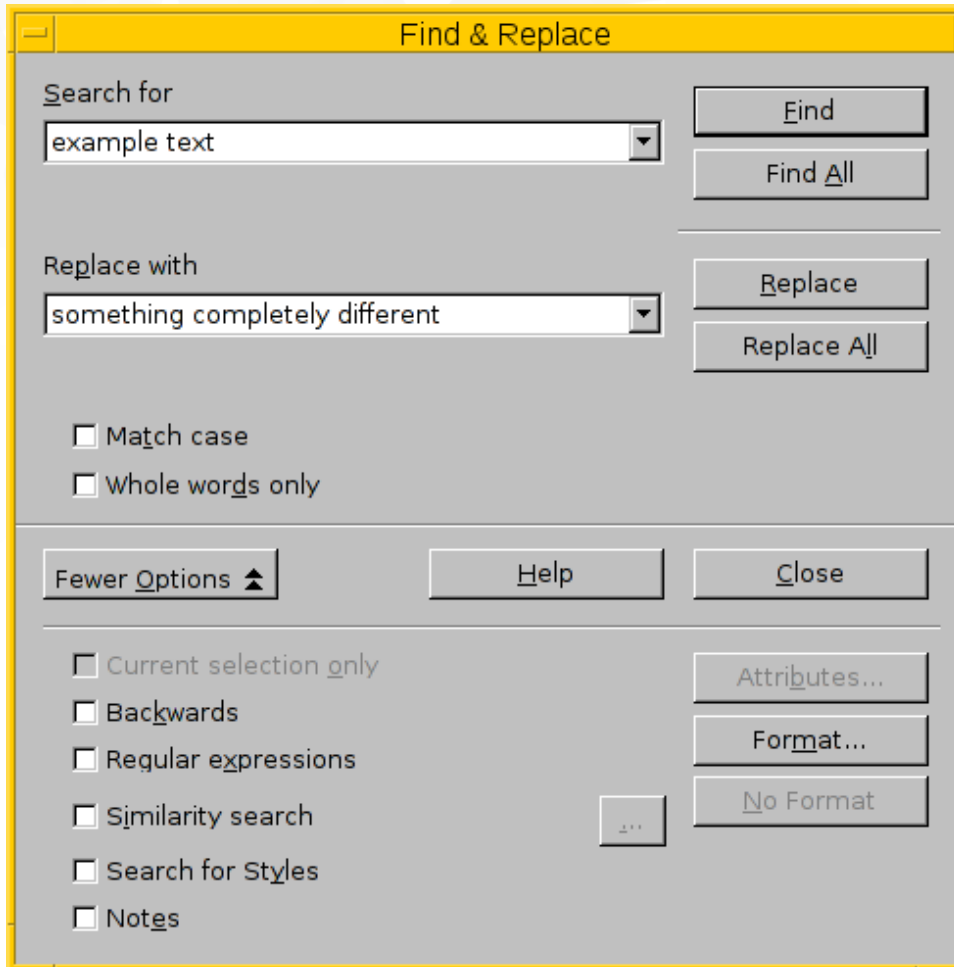 Find & Replace
Search for
example text
Find
Find All
Replace with
something completely different
Replace
Replace All
Match case
Whole words only
Fewer Options
Help
Close
Current selection only
Attributes...
Backwards
Format...
Regular expressions
No Format
Similarity search
...
Search for Styles
Notes